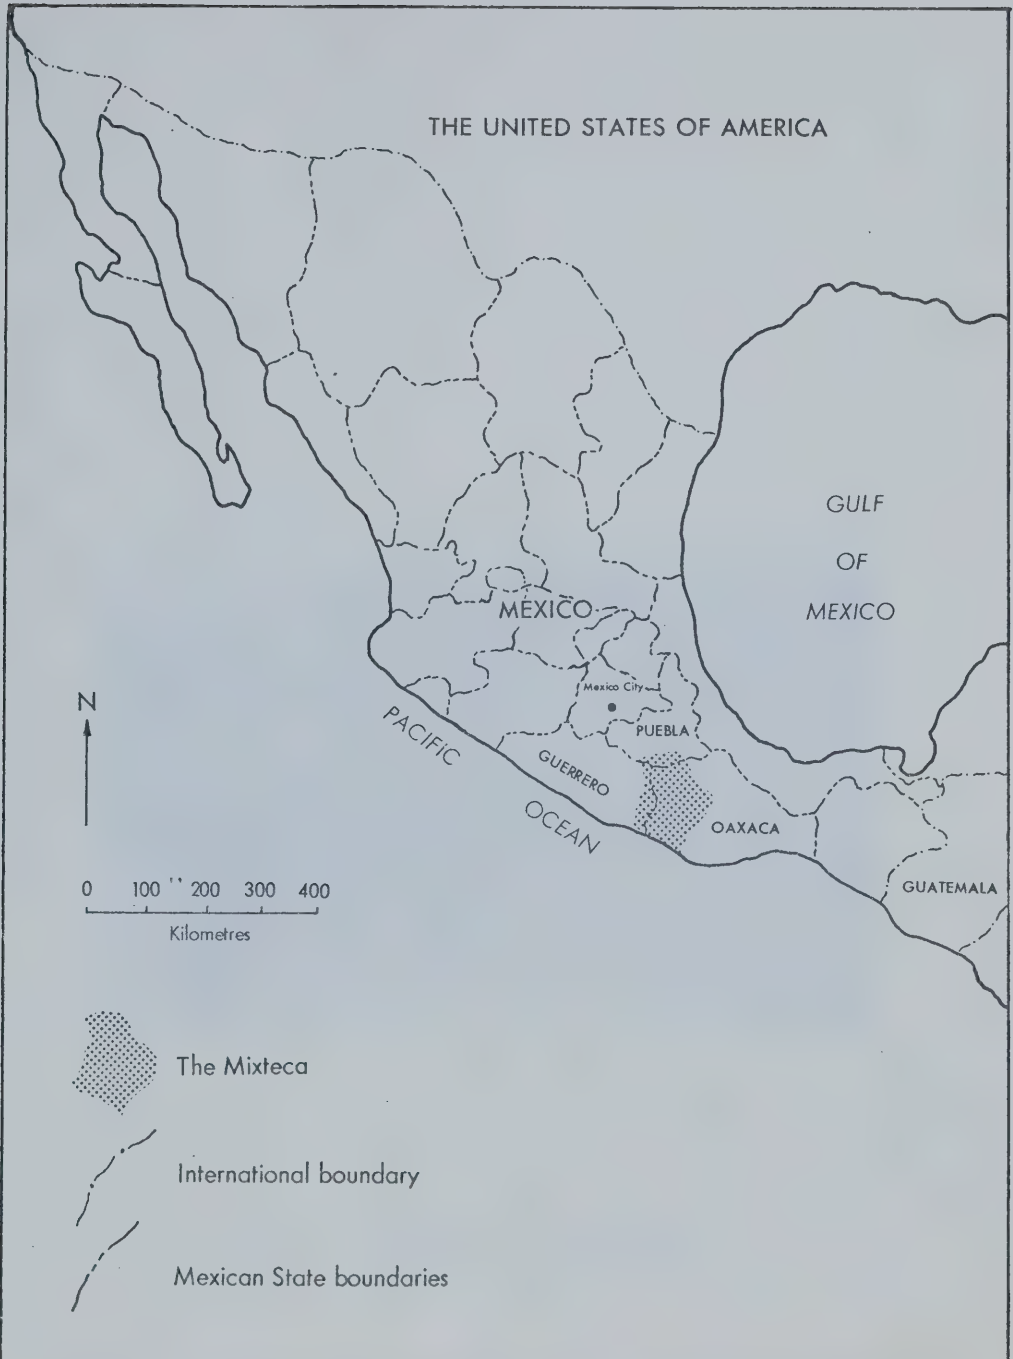 THE UNITED STATES OF AMERICA
GULF
OF
MEXICO
MEXICO
Mexico City
PUEBLA
GUERRERO
OAXACA
GUATEMALA
PACIFIC
OCEAN
N
0 100 200 300 400
Kilometres
The Mixteca
International boundary
Mexican State boundaries